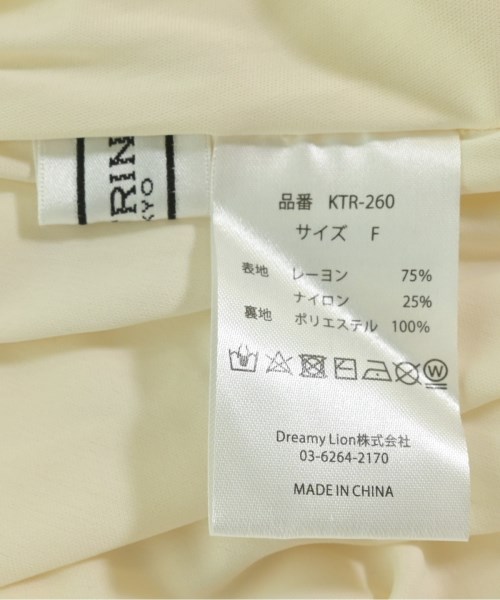 RIN
KYO
品番 KTR-260
サイズ F
表地 レーヨン 75%
ナイロン 25%
裏地 ポリエステル 100%
W
Dreamy Lion株式会社
03-6264-2170
MADE IN CHINA